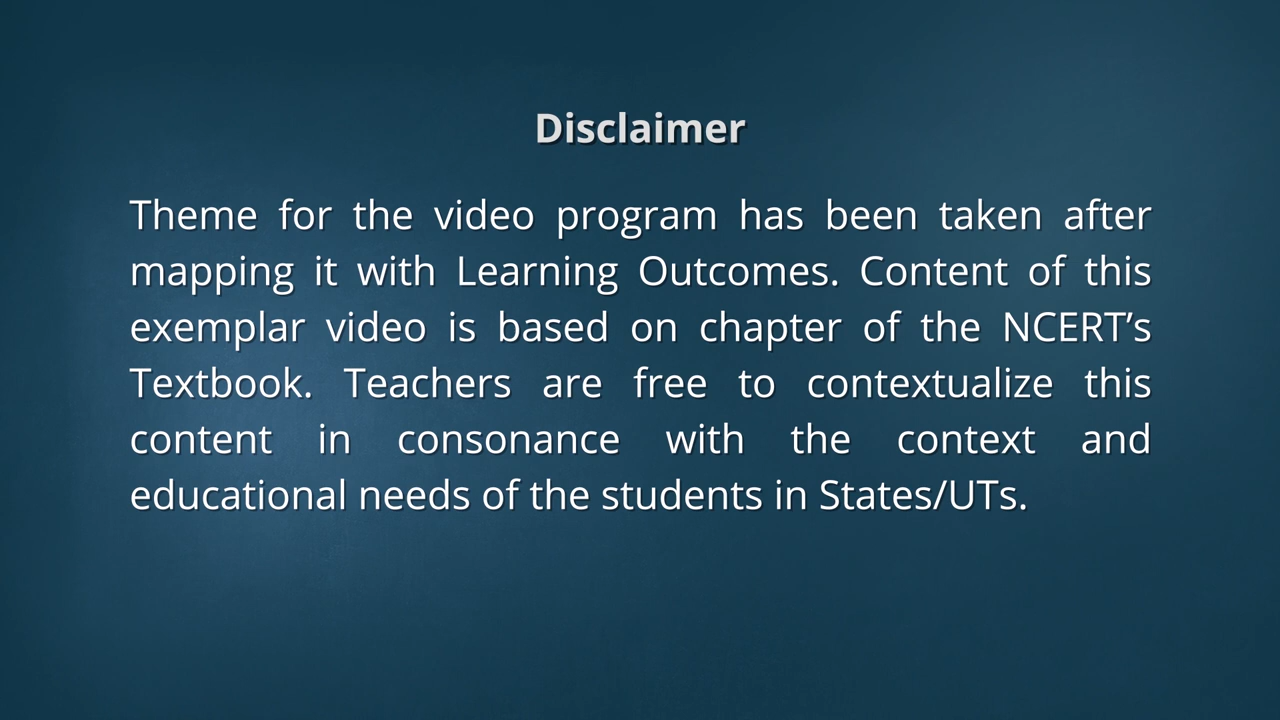 Disclaimer
Theme for the video program has been taken after
mapping it with Learning Outcomes. Content of this
exemplar video is based on chapter of the NCERT’s
Textbook. Teachers are free to contextualize this
content in consonance with the context and
educational needs of the students in States/UTs.